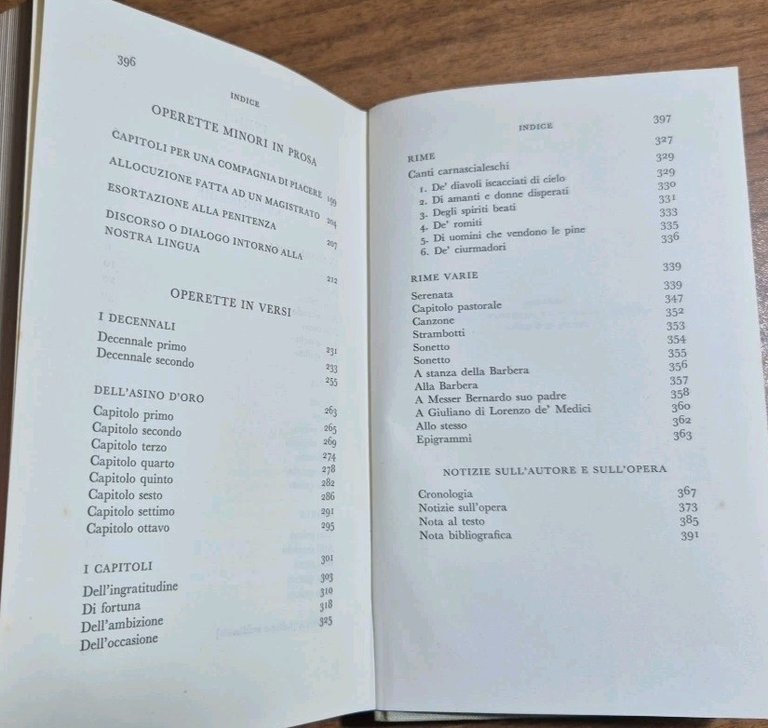 396
INDICE
OPERETTE MINORI IN PROSA
CAPITOLI PER UNA COMPAGNIA DI PIACERE 199
ALLOCUZIONE FATTA AD UN MAGISTRATO 204
ESORTAZIONE ALLA PENITENZA 207
DISCORSO O DIALOGO INTORNO ALLA
NOSTRA LINGUA 212
OPERETTE IN VERSI
I DECENNALI 231
Decennale primo 233
Decennale secondo 255
DELL'ASINO D'ORO 263
Capitolo primo 265
Capitolo secondo 269
Capitolo terzo 274
Capitolo quarto 278
Capitolo quinto 282
Capitolo sesto 286
Capitolo settimo 291
Capitolo ottavo 295
I CAPITOLI 301
Dell'ingratitudine 303
Di fortuna 310
Dell'ambizione 318
Dell'occasione 325
INDICE 397
RIME 327
Canti carnascialeschi 329
1. De' diavoli iscacciati di cielo 329
2. Di amanti e donne disperati 330
3. Degli spiriti beati 331
4. De' romiti 333
5. Di uomini che vendono le pine 335
6. De' ciurmadori 336
RIME VARIE 339
Serenata 339
Capitolo pastorale 347
Canzone 352
Strambotti 353
Sonetto 354
Sonetto 355
A stanza della Barbera 356
Alla Barbera 357
A Messer Bernardo suo padre 358
A Giuliano di Lorenzo de' Medici 360
Allo stesso 362
Epigrammi 363
NOTIZIE SULL'AUTORE E SULL'OPERA
Cronologia 367
Notizie sull'opera 373
Nota al testo 385
Nota bibliografica 391